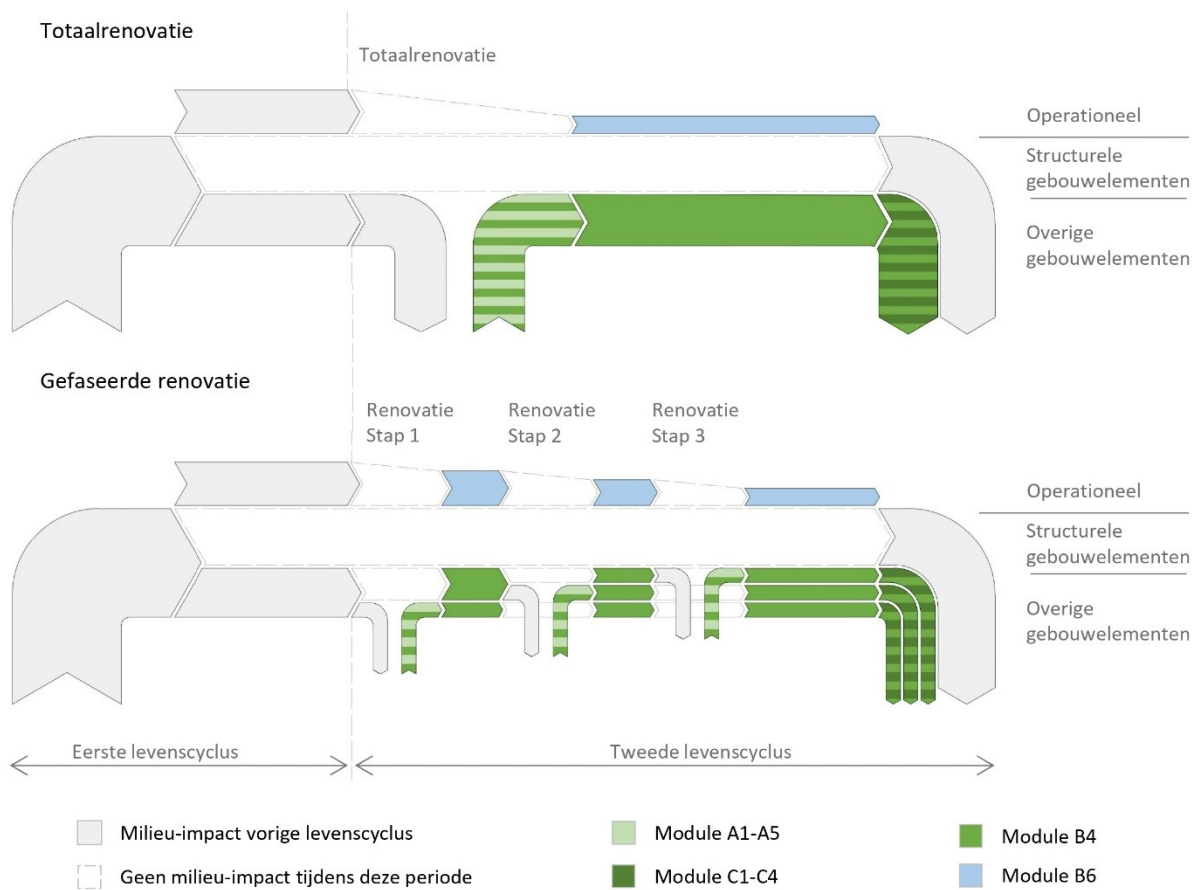 Totaalrenovatie
Totaalrenovatie
Operationeel
Structurele
gebouwelementen
Overige
gebouwelementen
Gefaseerde renovatie
Renovatie
Stap 1
Renovatie
Stap 2
Renovatie
Stap 3
Operationeel
Structurele
gebouwelementen
Overige
gebouwelementen
Eerste levenscyclus
Tweede levenscyclus
Milieu-impact vorige levenscyclus
Module A1-A5
Module B4
Geen milieu-impact tijdens deze periode
Module C1-C4
Module B6